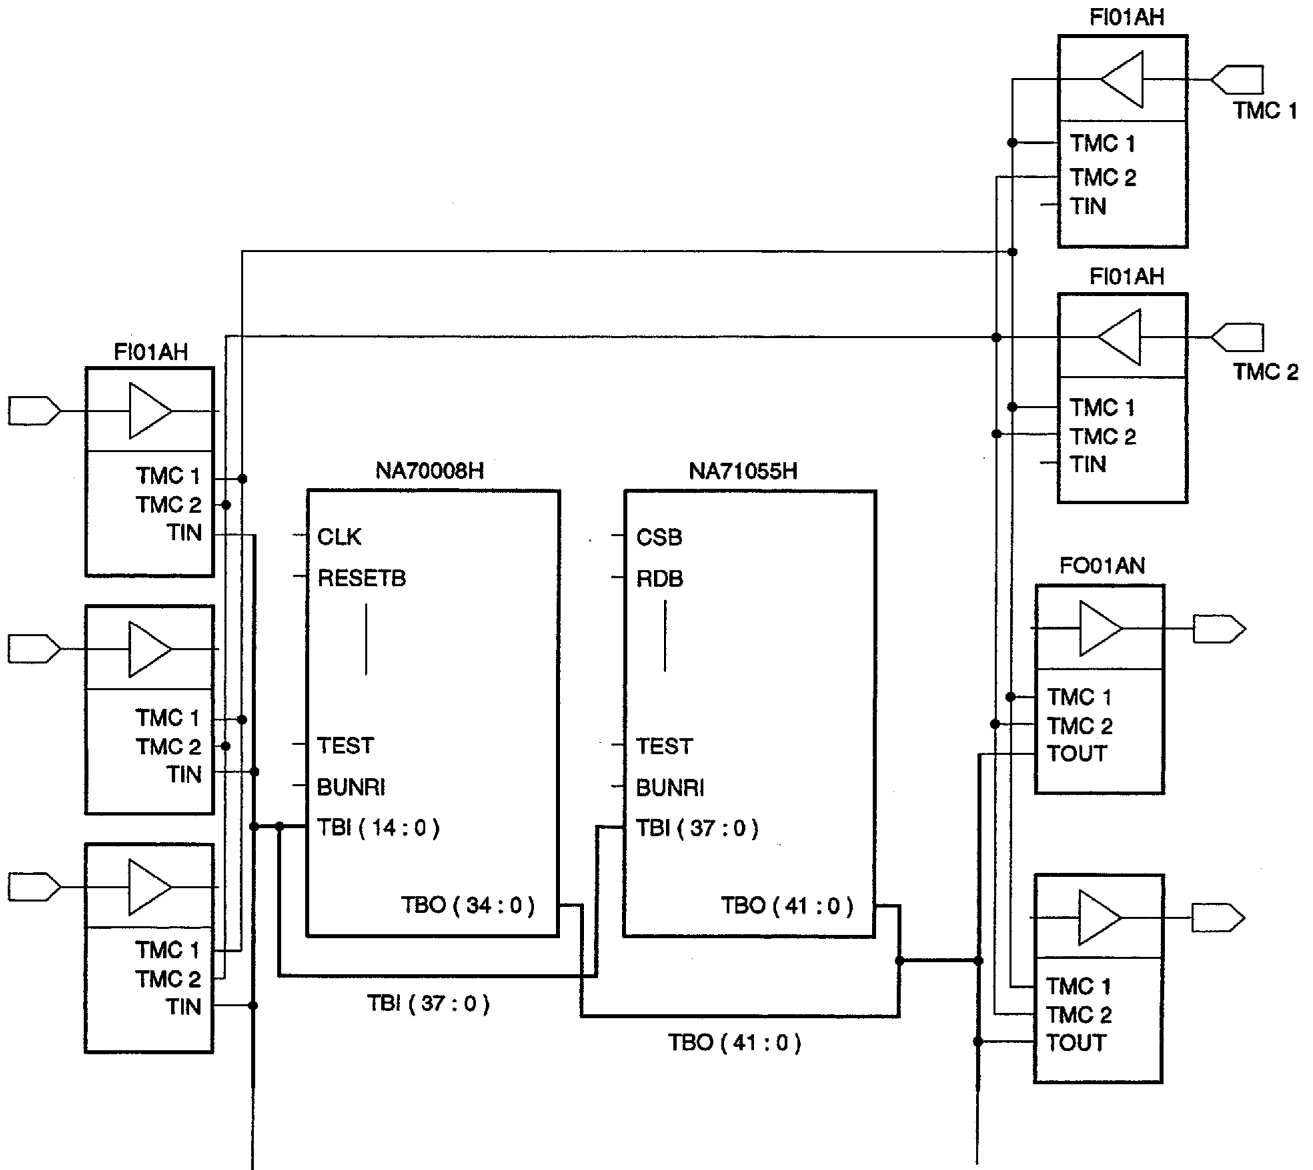 FI01AH
TMC 1
TMC 1
TMC 2
TIN
FI01AH
TMC 2
TMC 1
TMC 2
TIN
FI01AH
TMC 1
TMC 2
TIN
TMC 1
TMC 2
TIN
TMC 1
TMC 2
TIN
NA70008H
CLK
RESETB
TEST
BUNRI
TBI ( 14 : 0 )
TBO ( 34 : 0 )
NA71055H
CSB
RDB
TEST
BUNRI
TBI ( 37 : 0 )
TBO ( 41 : 0 )
TBI ( 37 : 0 )
TBO ( 41 : 0 )
FO01AN
TMC 1
TMC 2
TOUT
TMC 1
TMC 2
TOUT